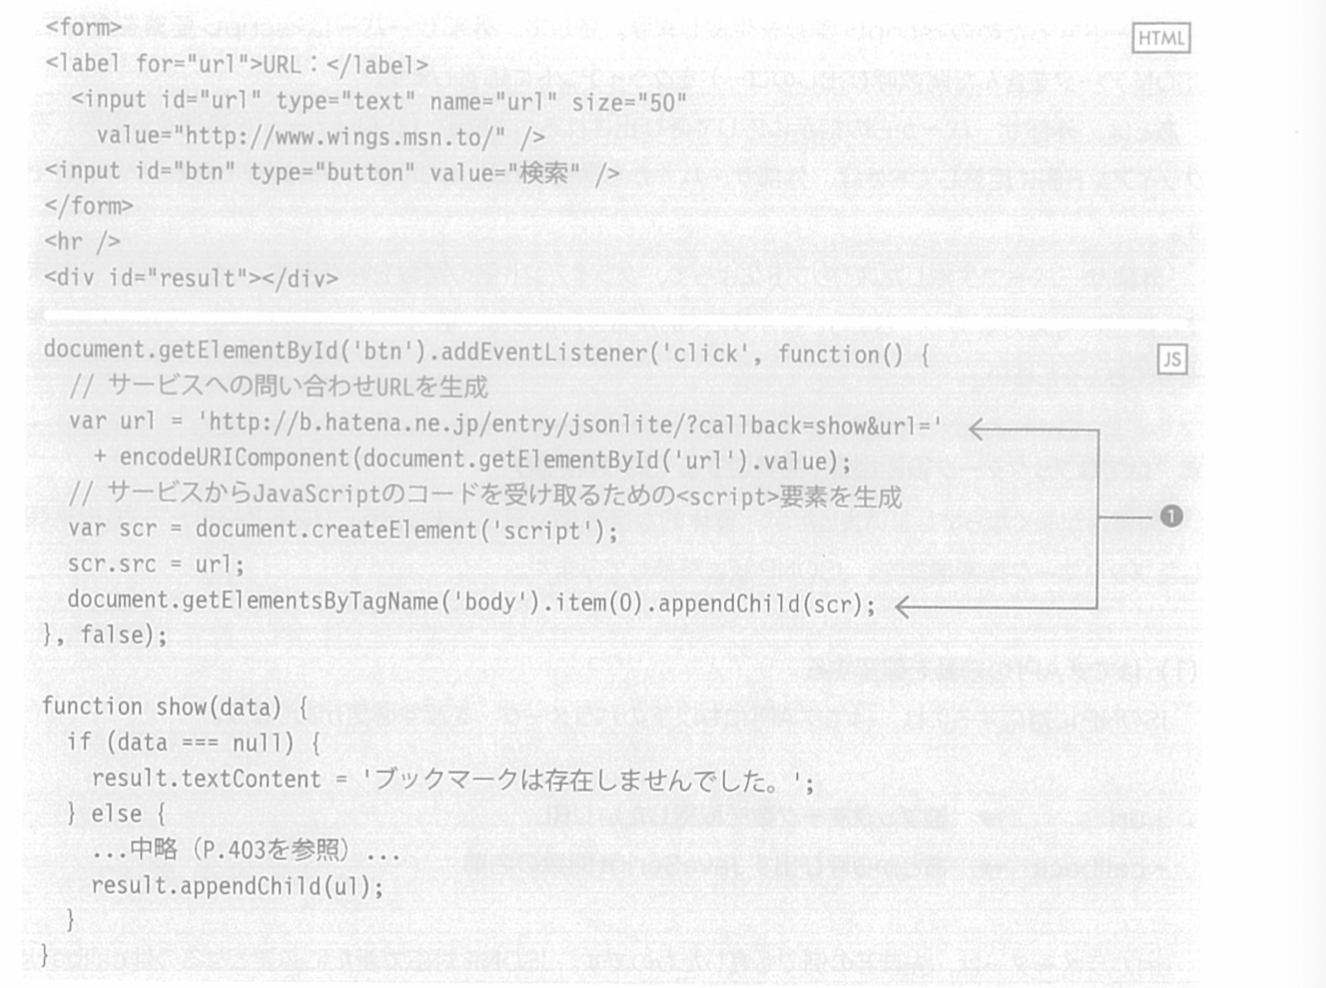 <form>
HTML
<label for="url">URL：</label>
<input id="url" type="text" name="url" size="50"
value="http://www.wings.msn.to/" />
<input id="btn" type="button" value="検索" />
</form>
<hr />
<div id="result"></div>
document.getElementById('btn').addEventListener('click', function() {
JS
// サービスへの問い合わせURLを生成
var url = 'http://b.hatena.ne.jp/entry/jsonlite/?callback=show&url='
+ encodeURIComponent(document.getElementById('url').value);
// サービスからJavaScriptのコードを受け取るための<script>要素を生成
var scr = document.createElement('script');
❶
scr.src = url;
document.getElementsByTagName('body').item(0).appendChild(scr);
}, false);
function show(data) {
if (data === null) {
result.textContent = 'ブックマークは存在しませんでした。';
} else {
...中略（P.403を参照）...
result.appendChild(ul);
}
}